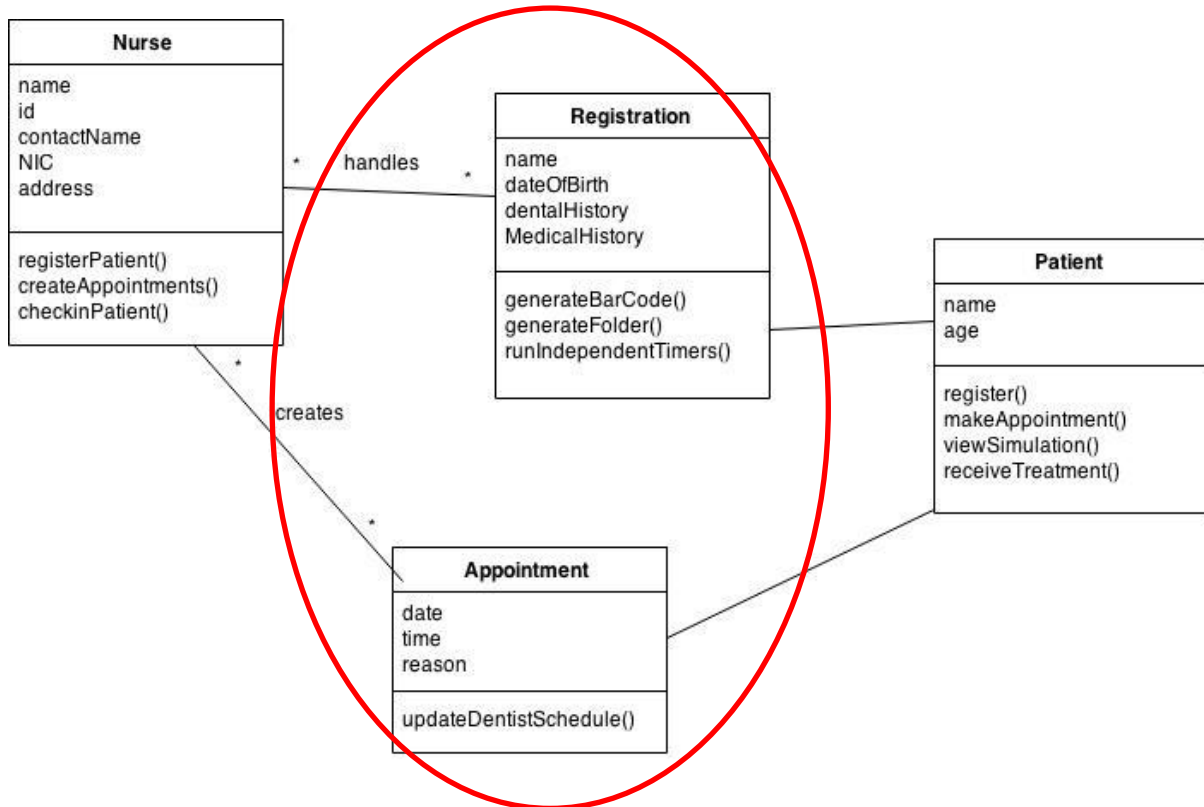 Nurse
name
id
contactName
NIC
address
registerPatient()
createAppointments()
checkinPatient()
* handles *
Registration
name
dateOfBirth
dentalHistory
MedicalHistory
generateBarCode()
generateFolder()
runIndependentTimers()
Patient
name
age
register()
makeAppointment()
viewSimulation()
receiveTreatment()
*
creates
*
Appointment
date
time
reason
updateDentistSchedule()